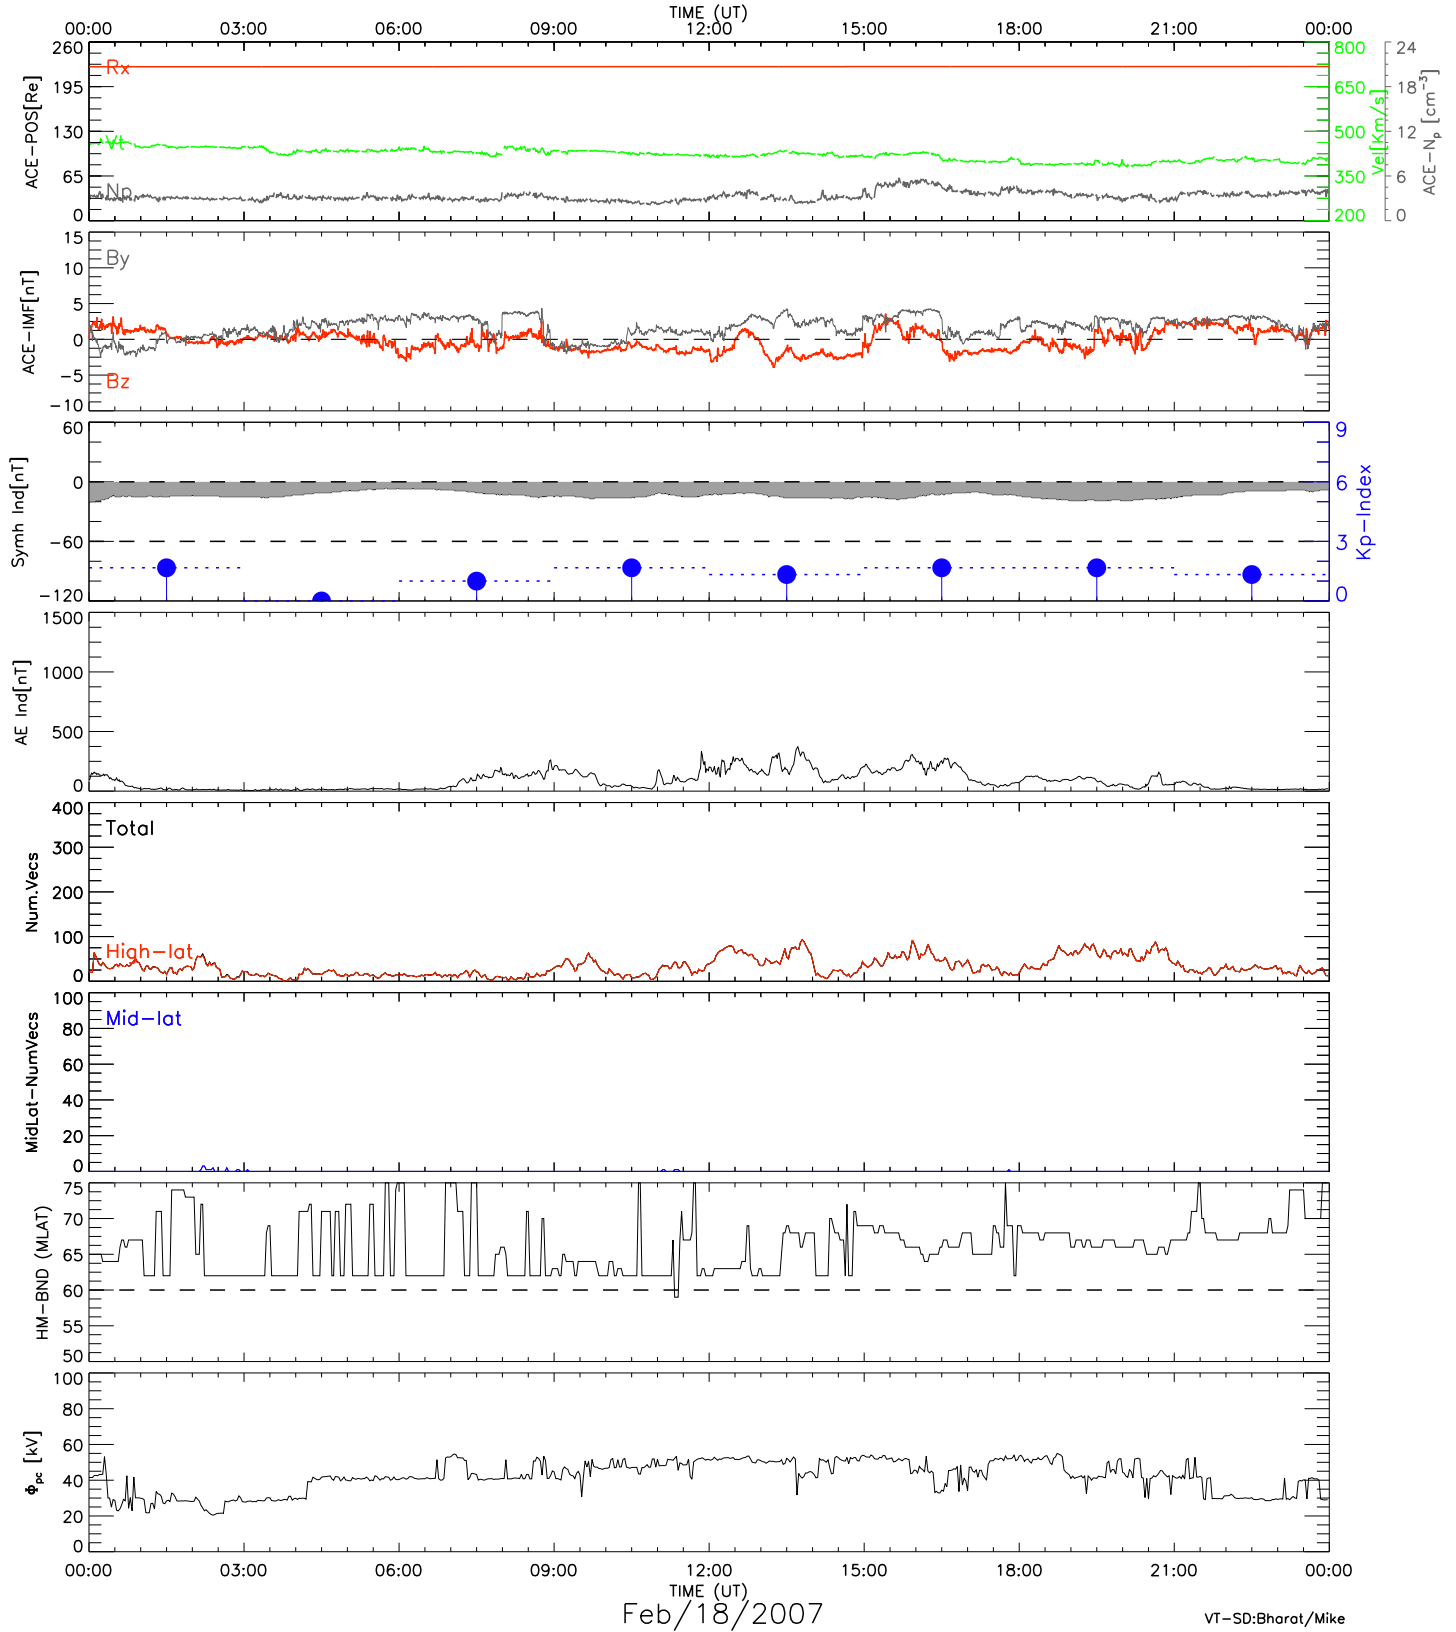 TIME (UT)
00:00 03:00 06:00 09:00 12:00 15:00 18:00 21:00 00:00
ACE-POS[Re]
260
195
130
65
0
Rx
Vt
Np
800
650
500
350
200
Vel[Km/s]
24
18
12
6
0
ACE-Np [cm-3]
ACE-IMF[nT]
15
10
5
0
-5
-10
By
Bz
Symh Ind[nT]
60
0
-60
-120
9
6
3
0
Kp-Index
AE Ind[nT]
1500
1000
500
0
Num.Vecs
400
300
200
100
0
Total
High-lat
MidLat-NumVecs
100
80
60
40
20
0
Mid-lat
HM-BND (MLAT)
75
70
65
60
55
50
Φpc [kV]
100
80
60
40
20
0
00:00 03:00 06:00 09:00 12:00 15:00 18:00 21:00 00:00
TIME (UT)
Feb/18/2007
VT-SD:Bharat/Mike